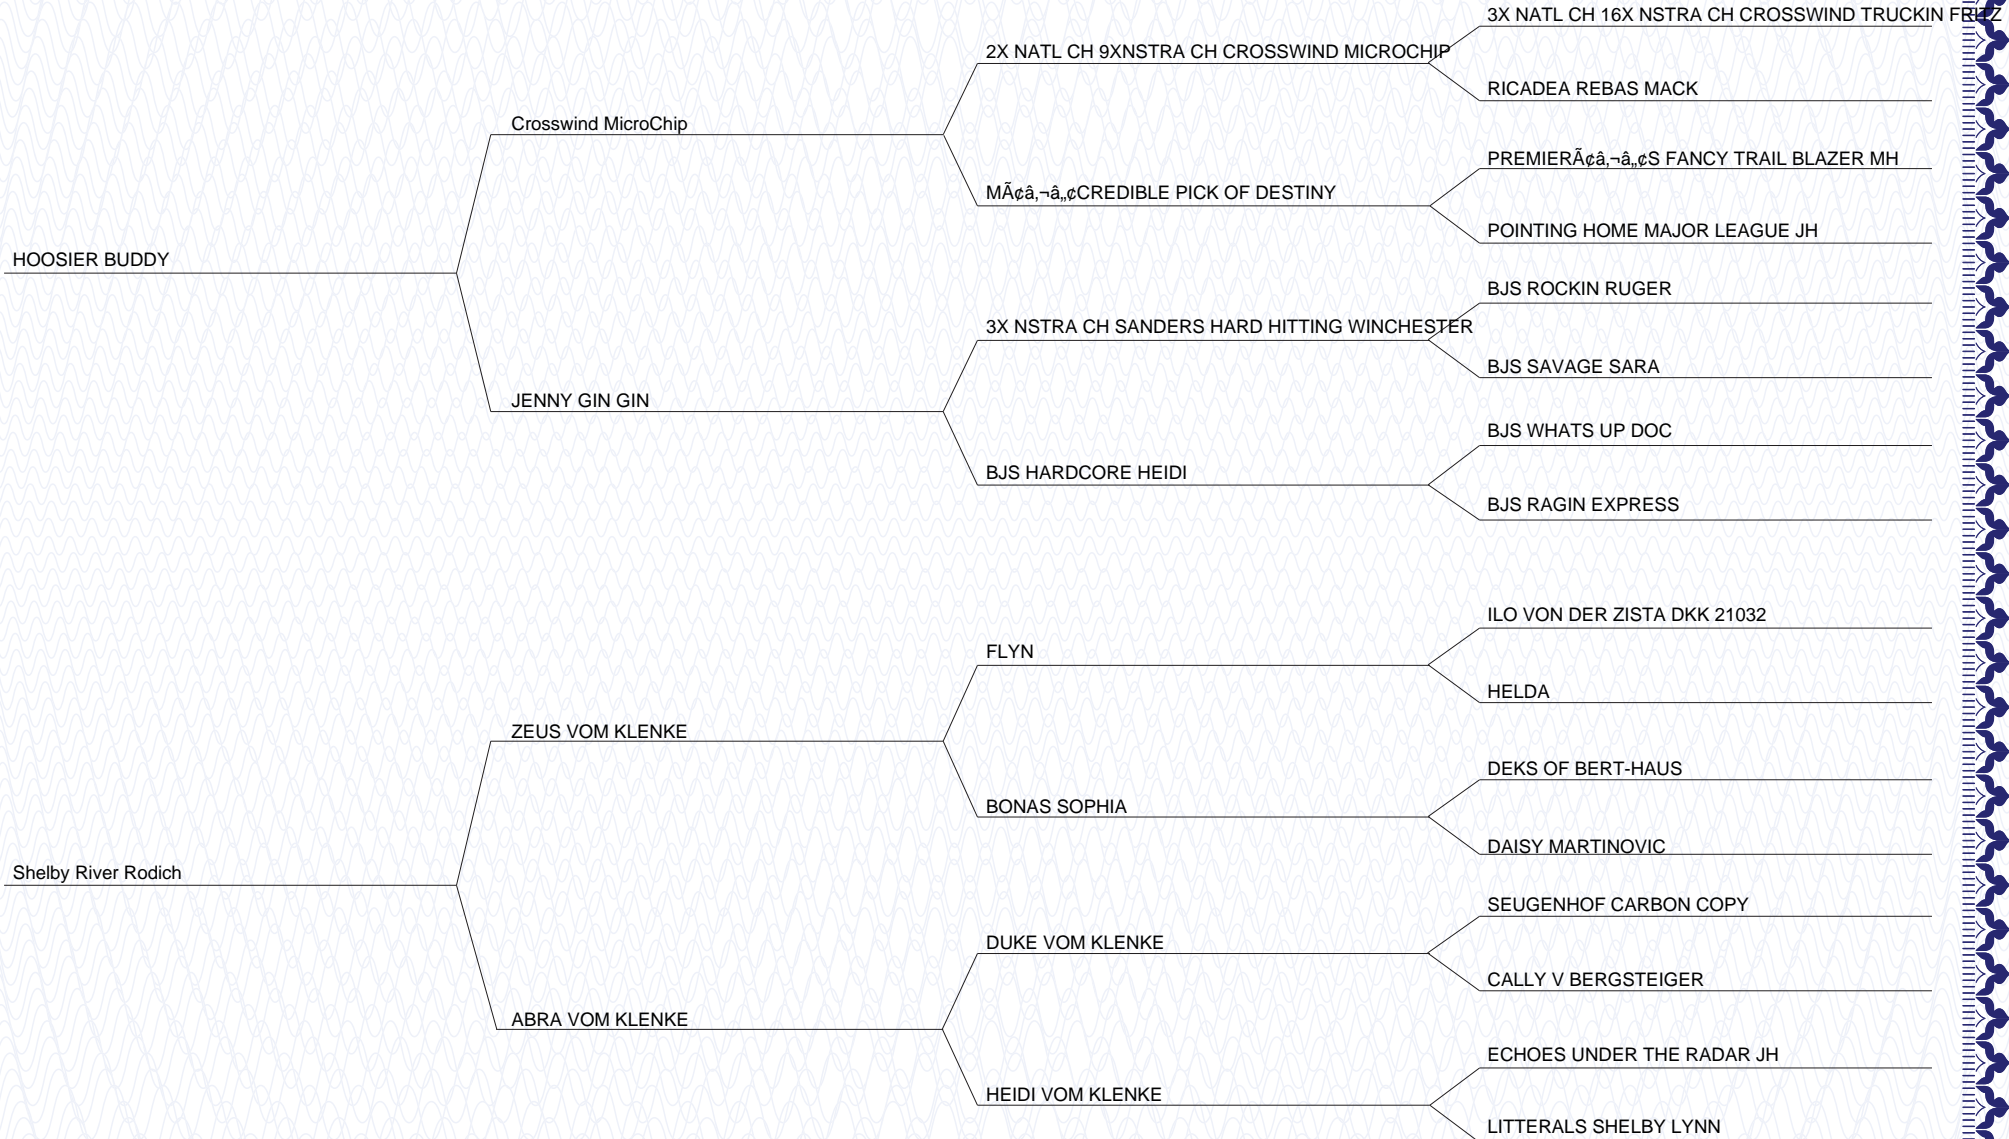 3X NATL CH 16X NSTRA CH CROSSWIND TRUCKIN FRITZ
2X NATL CH 9XNSTRA CH CROSSWIND MICROCHIP
RICADEA REBAS MACK
Crosswind MicroChip
PREMIERÃ¢â‚¬â„¢S FANCY TRAIL BLAZER MH
MÃ¢â‚¬â„¢CREDIBLE PICK OF DESTINY
POINTING HOME MAJOR LEAGUE JH
HOOSIER BUDDY
BJS ROCKIN RUGER
3X NSTRA CH SANDERS HARD HITTING WINCHESTER
BJS SAVAGE SARA
JENNY GIN GIN
BJS WHATS UP DOC
BJS HARDCORE HEIDI
BJS RAGIN EXPRESS
ILO VON DER ZISTA DKK 21032
FLYN
HELDA
ZEUS VOM KLENKE
DEKS OF BERT-HAUS
BONAS SOPHIA
DAISY MARTINOVIC
Shelby River Rodich
SEUGENHOF CARBON COPY
DUKE VOM KLENKE
CALLY V BERGSTEIGER
ABRA VOM KLENKE
ECHOES UNDER THE RADAR JH
HEIDI VOM KLENKE
LITTERALS SHELBY LYNN